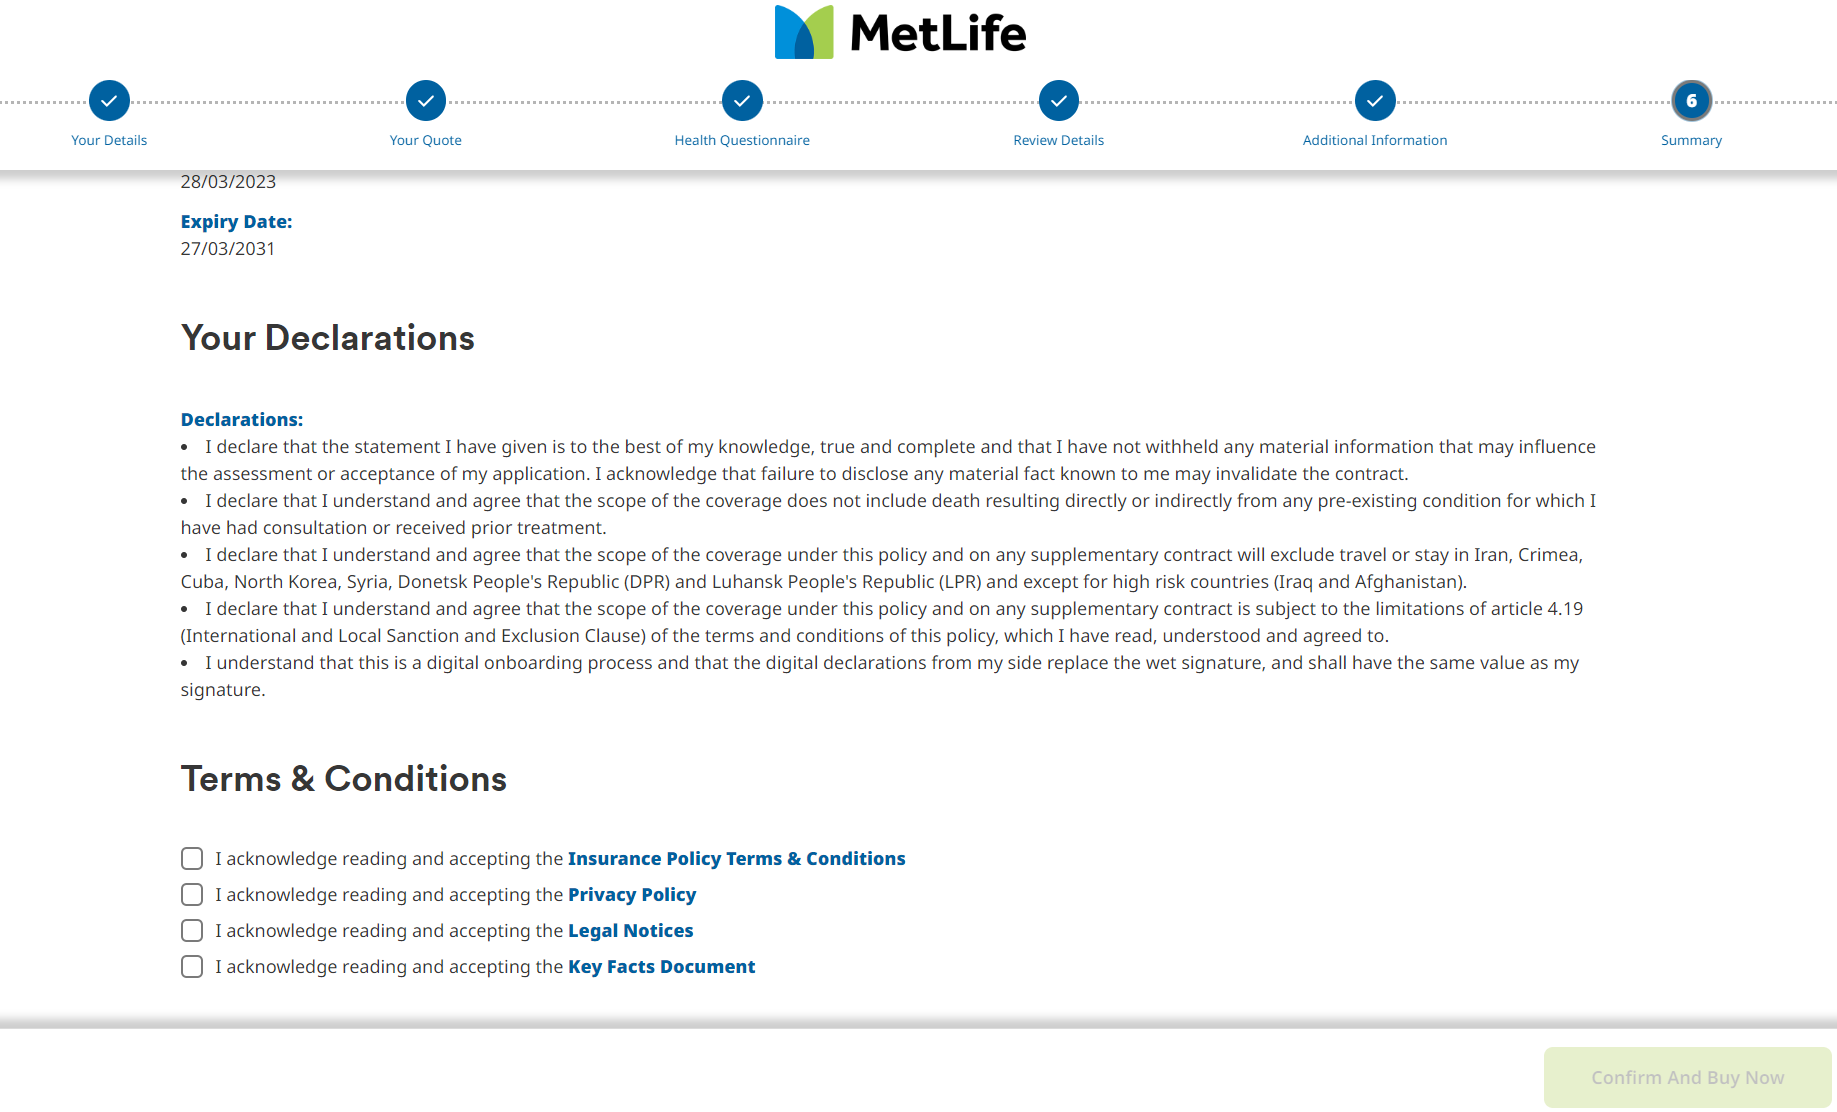 MetLife
6
Your Details
Your Quote
Health Questionnaire
Review Details
Additional Information
Summary
28/03/2023
Expiry Date:
27/03/2031
Your Declarations
Declarations:
• I declare that the statement I have given is to the best of my knowledge, true and complete and that I have not withheld any material information that may influence
the assessment or acceptance of my application. I acknowledge that failure to disclose any material fact known to me may invalidate the contract.
• I declare that I understand and agree that the scope of the coverage does not include death resulting directly or indirectly from any pre-existing condition for which I
have had consultation or received prior treatment.
• I declare that I understand and agree that the scope of the coverage under this policy and on any supplementary contract will exclude travel or stay in Iran, Crimea,
Cuba, North Korea, Syria, Donetsk People's Republic (DPR) and Luhansk People's Republic (LPR) and except for high risk countries (Iraq and Afghanistan).
• I declare that I understand and agree that the scope of the coverage under this policy and on any supplementary contract is subject to the limitations of article 4.19
(International and Local Sanction and Exclusion Clause) of the terms and conditions of this policy, which I have read, understood and agreed to.
• I understand that this is a digital onboarding process and that the digital declarations from my side replace the wet signature, and shall have the same value as my
signature.
Terms & Conditions
I acknowledge reading and accepting the Insurance Policy Terms & Conditions
I acknowledge reading and accepting the Privacy Policy
I acknowledge reading and accepting the Legal Notices
I acknowledge reading and accepting the Key Facts Document
Confirm And Buy Now